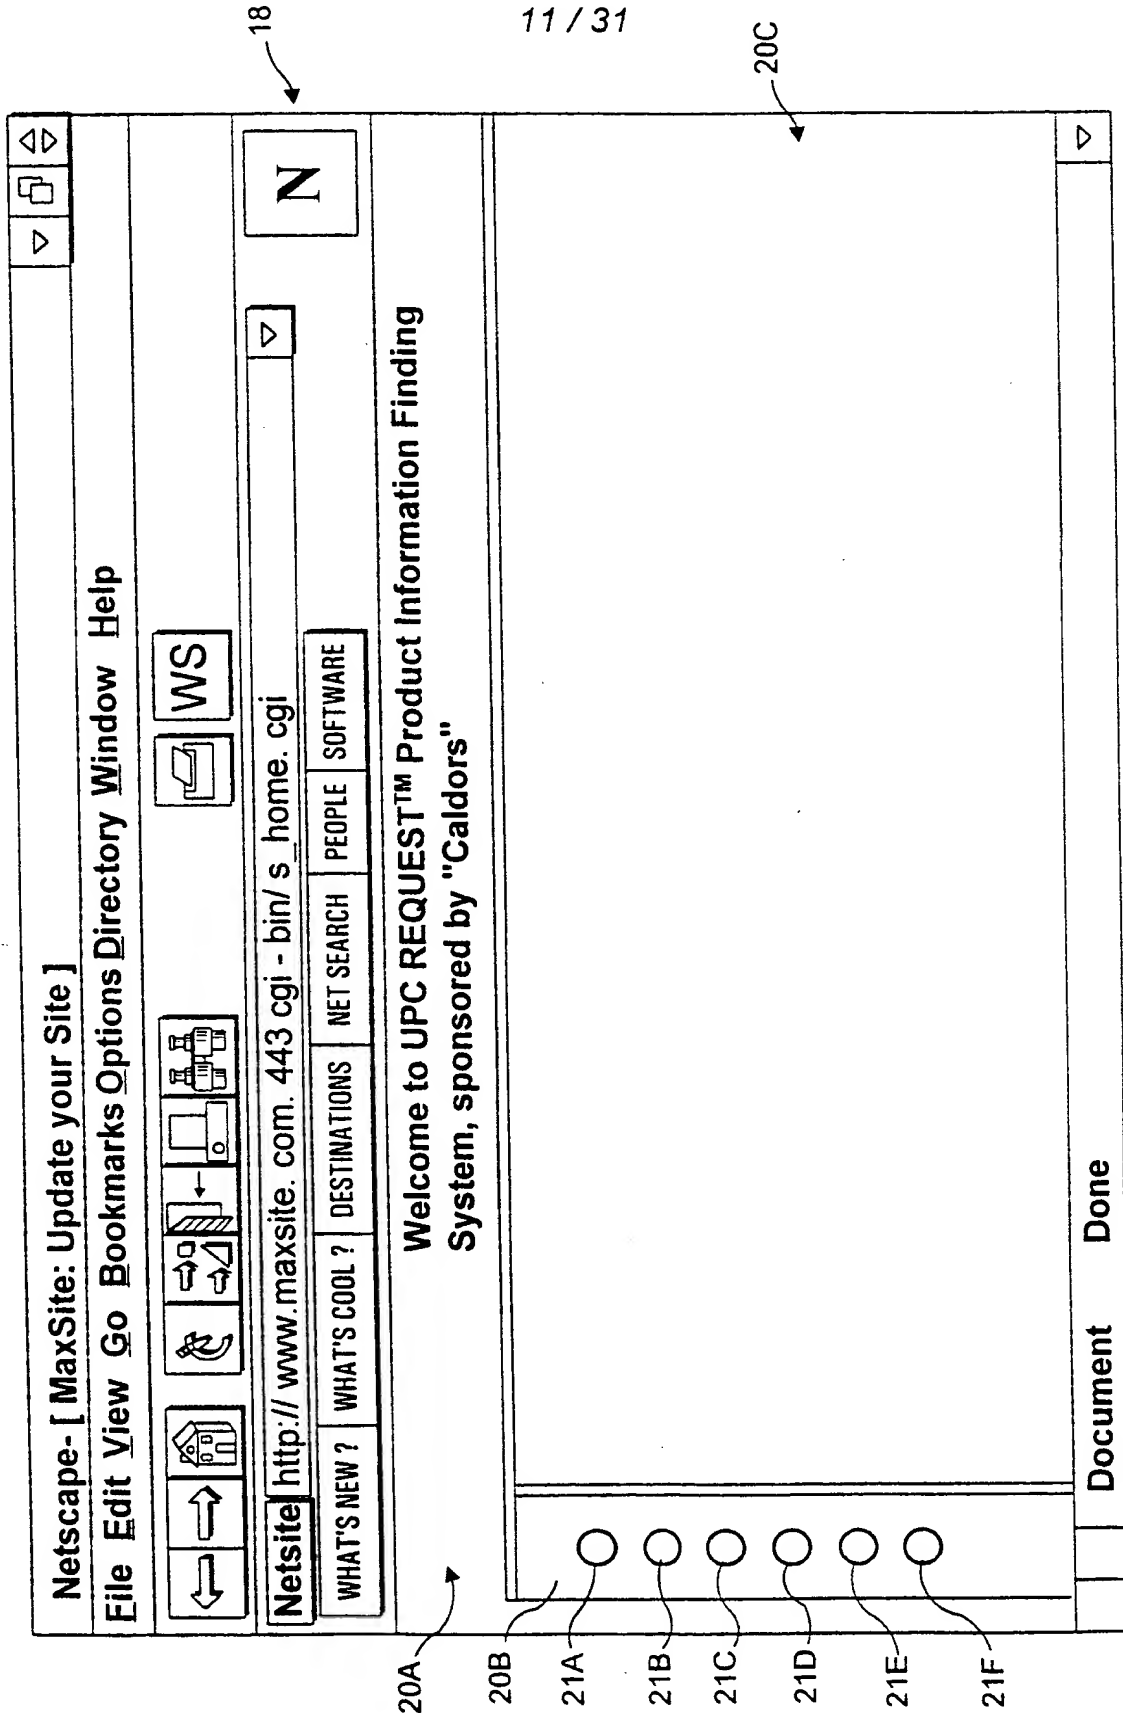 11 / 31
18
Netscape- [ MaxSite: Update your Site ]
File Edit View Go Bookmarks Options Directory Window Help
WS
Netsite http:// www.maxsite. com. 443 cgi - bin/ s_home. cgi
N
WHAT'S NEW ? WHAT'S COOL ? DESTINATIONS NET SEARCH PEOPLE SOFTWARE
Welcome to UPC REQUEST™ Product Information Finding
System, sponsored by "Caldors"
20A
20B
20C
21A
21B
21C
21D
21E
21F
Document Done